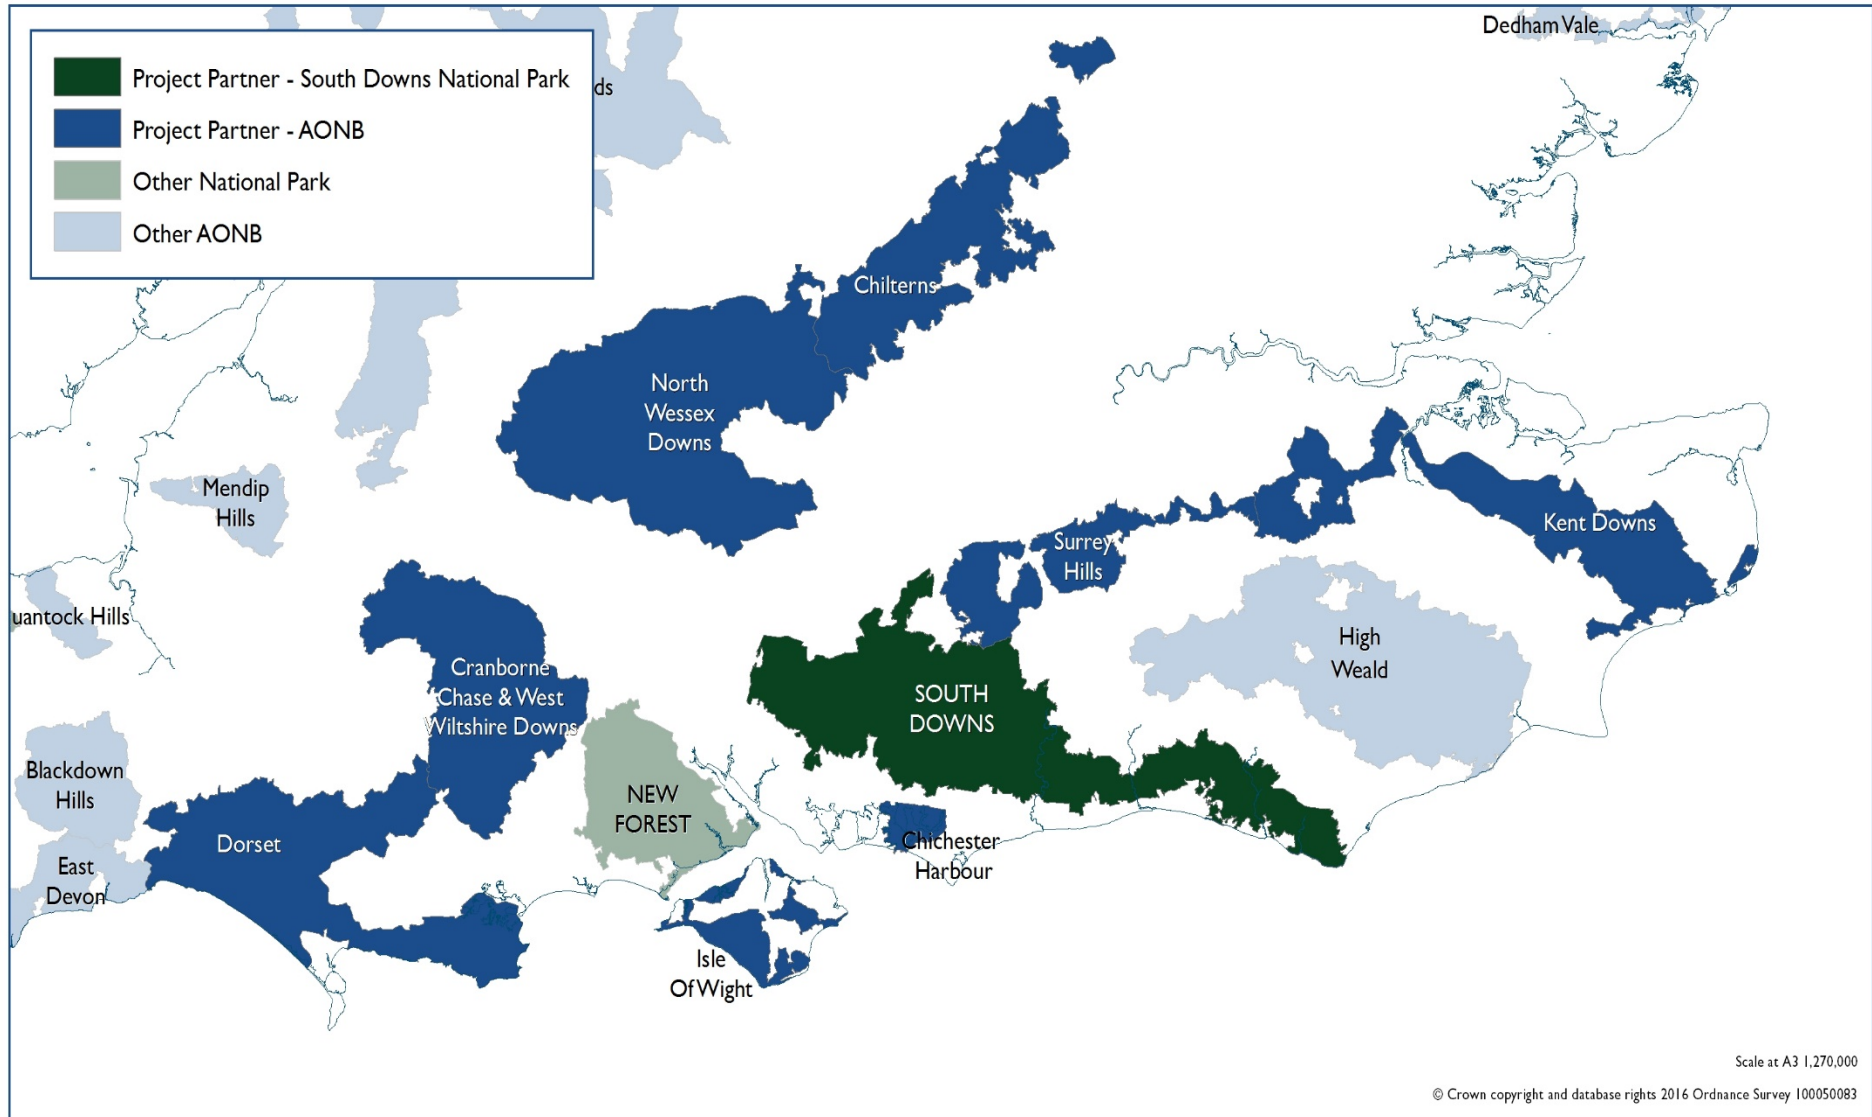 Dedham Vale
Project Partner - South Downs National Park
ds
Project Partner - AONB
Other National Park
Other AONB
Chilterns
North
Wessex
Downs
Mendip
Hills
Kent Downs
Surrey
Hills
uantock Hills
High
Weald
Cranborne
Chase & West
Wiltshire Downs
SOUTH
DOWNS
Blackdown
Hills
NEW
FOREST
Dorset
Chichester
Harbour
East
Devon
Isle
Of Wight
Scale at A3 1,270,000
© Crown copyright and database rights 2016 Ordnance Survey 100050083